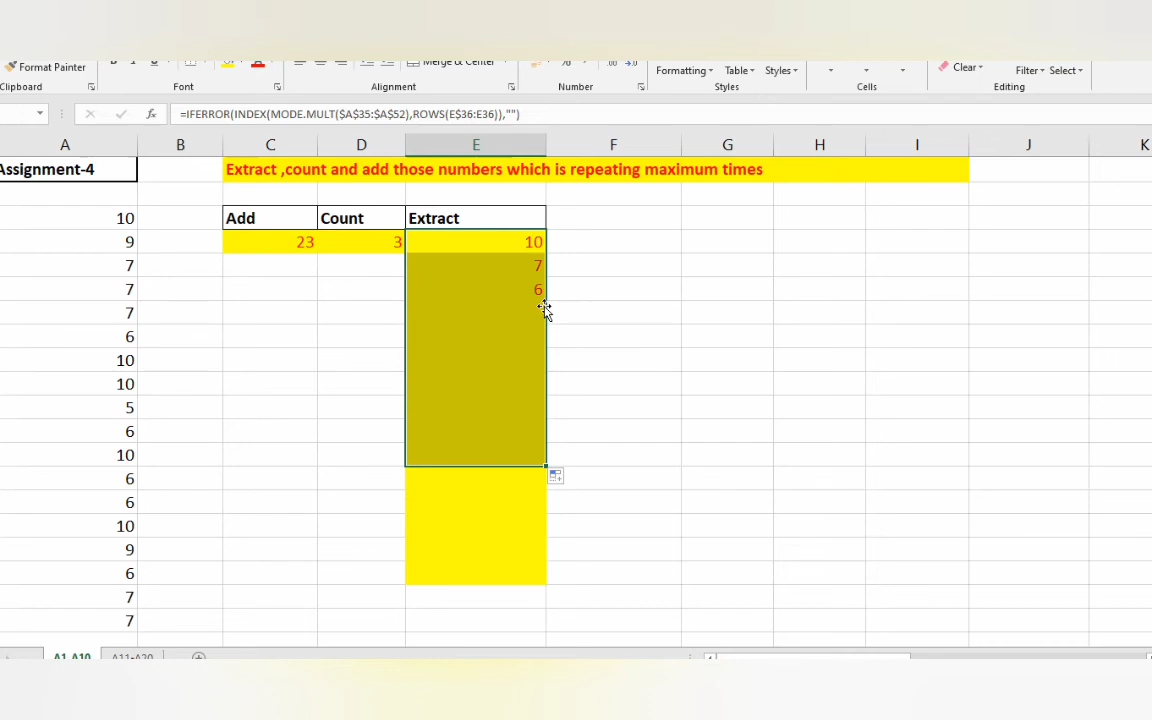 Format Painter
Merge & Center
Formatting Table Styles
Clear
Filter Select
Clipboard
Font
Alignment
Number
Styles
Cells
Editing
fx =IFERROR(INDEX(MODE.MULT($A$35:$A$52),ROWS(E$36:E36)),"")
A B C D E F G H I J K
Assignment-4
Extract ,count and add those numbers which is repeating maximum times
10 Add Count Extract
9 23 3 10
7 7
7 6
7
6
10
10
5
6
10
6
6
10
9
6
7
7
A1-A10 A11-A20